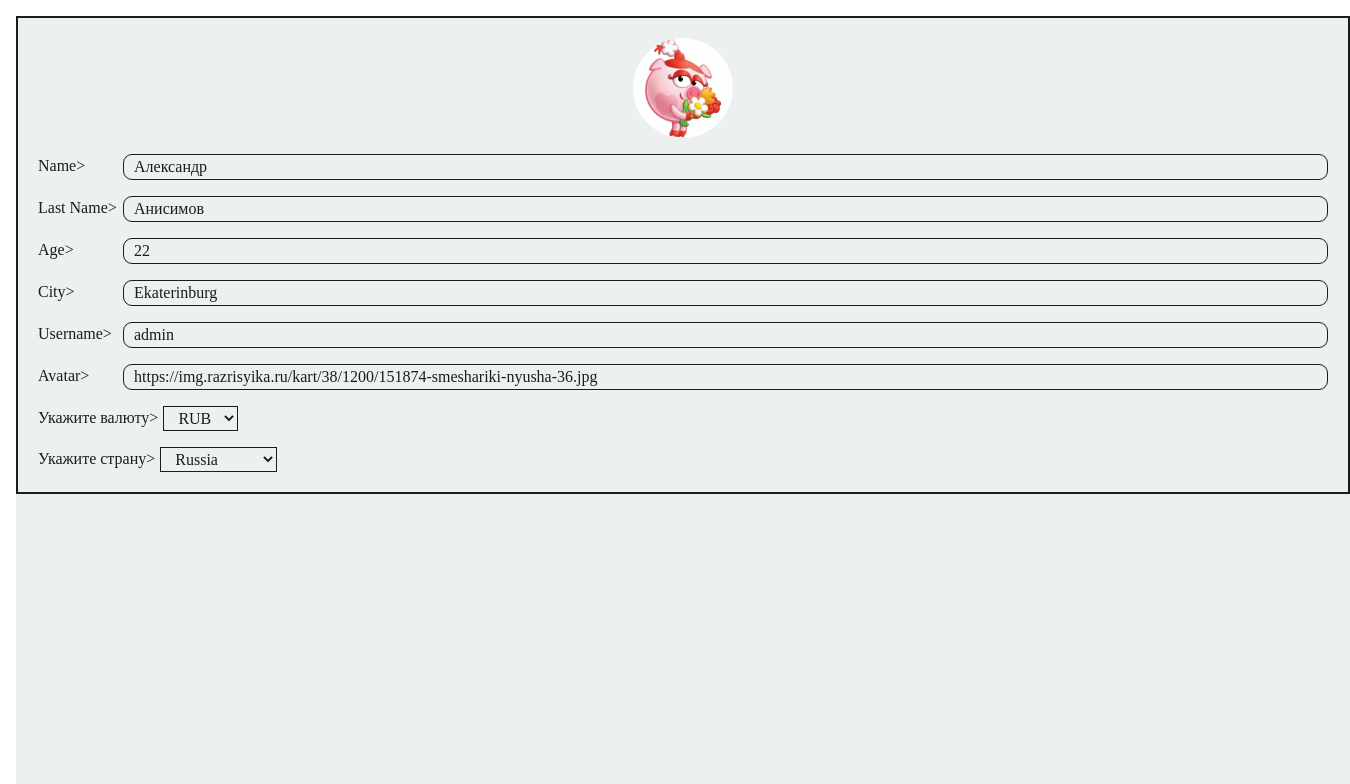 Name> Александр
Last Name> Анисимов
Age> 22
City> Ekaterinburg
Username> admin
Avatar> https://img.razrisyika.ru/kart/38/1200/151874-smeshariki-nyusha-36.jpg
Укажите валюту> RUB
Укажите страну> Russia